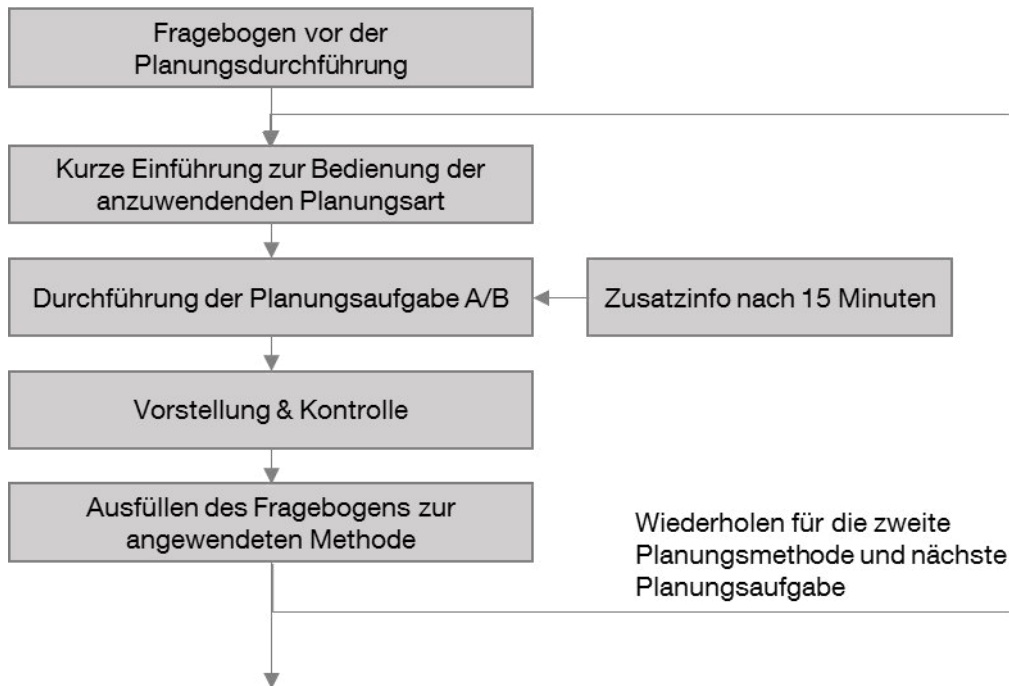 Fragebogen vor der
Planungsdurchführung
Kurze Einführung zur Bedienung der
anzuwendenden Planungsart
Durchführung der Planungsaufgabe A/B
Zusatzinfo nach 15 Minuten
Vorstellung & Kontrolle
Ausfüllen des Fragebogens zur
angewendeten Methode
Wiederholen für die zweite
Planungsmethode und nächste
Planungsaufgabe